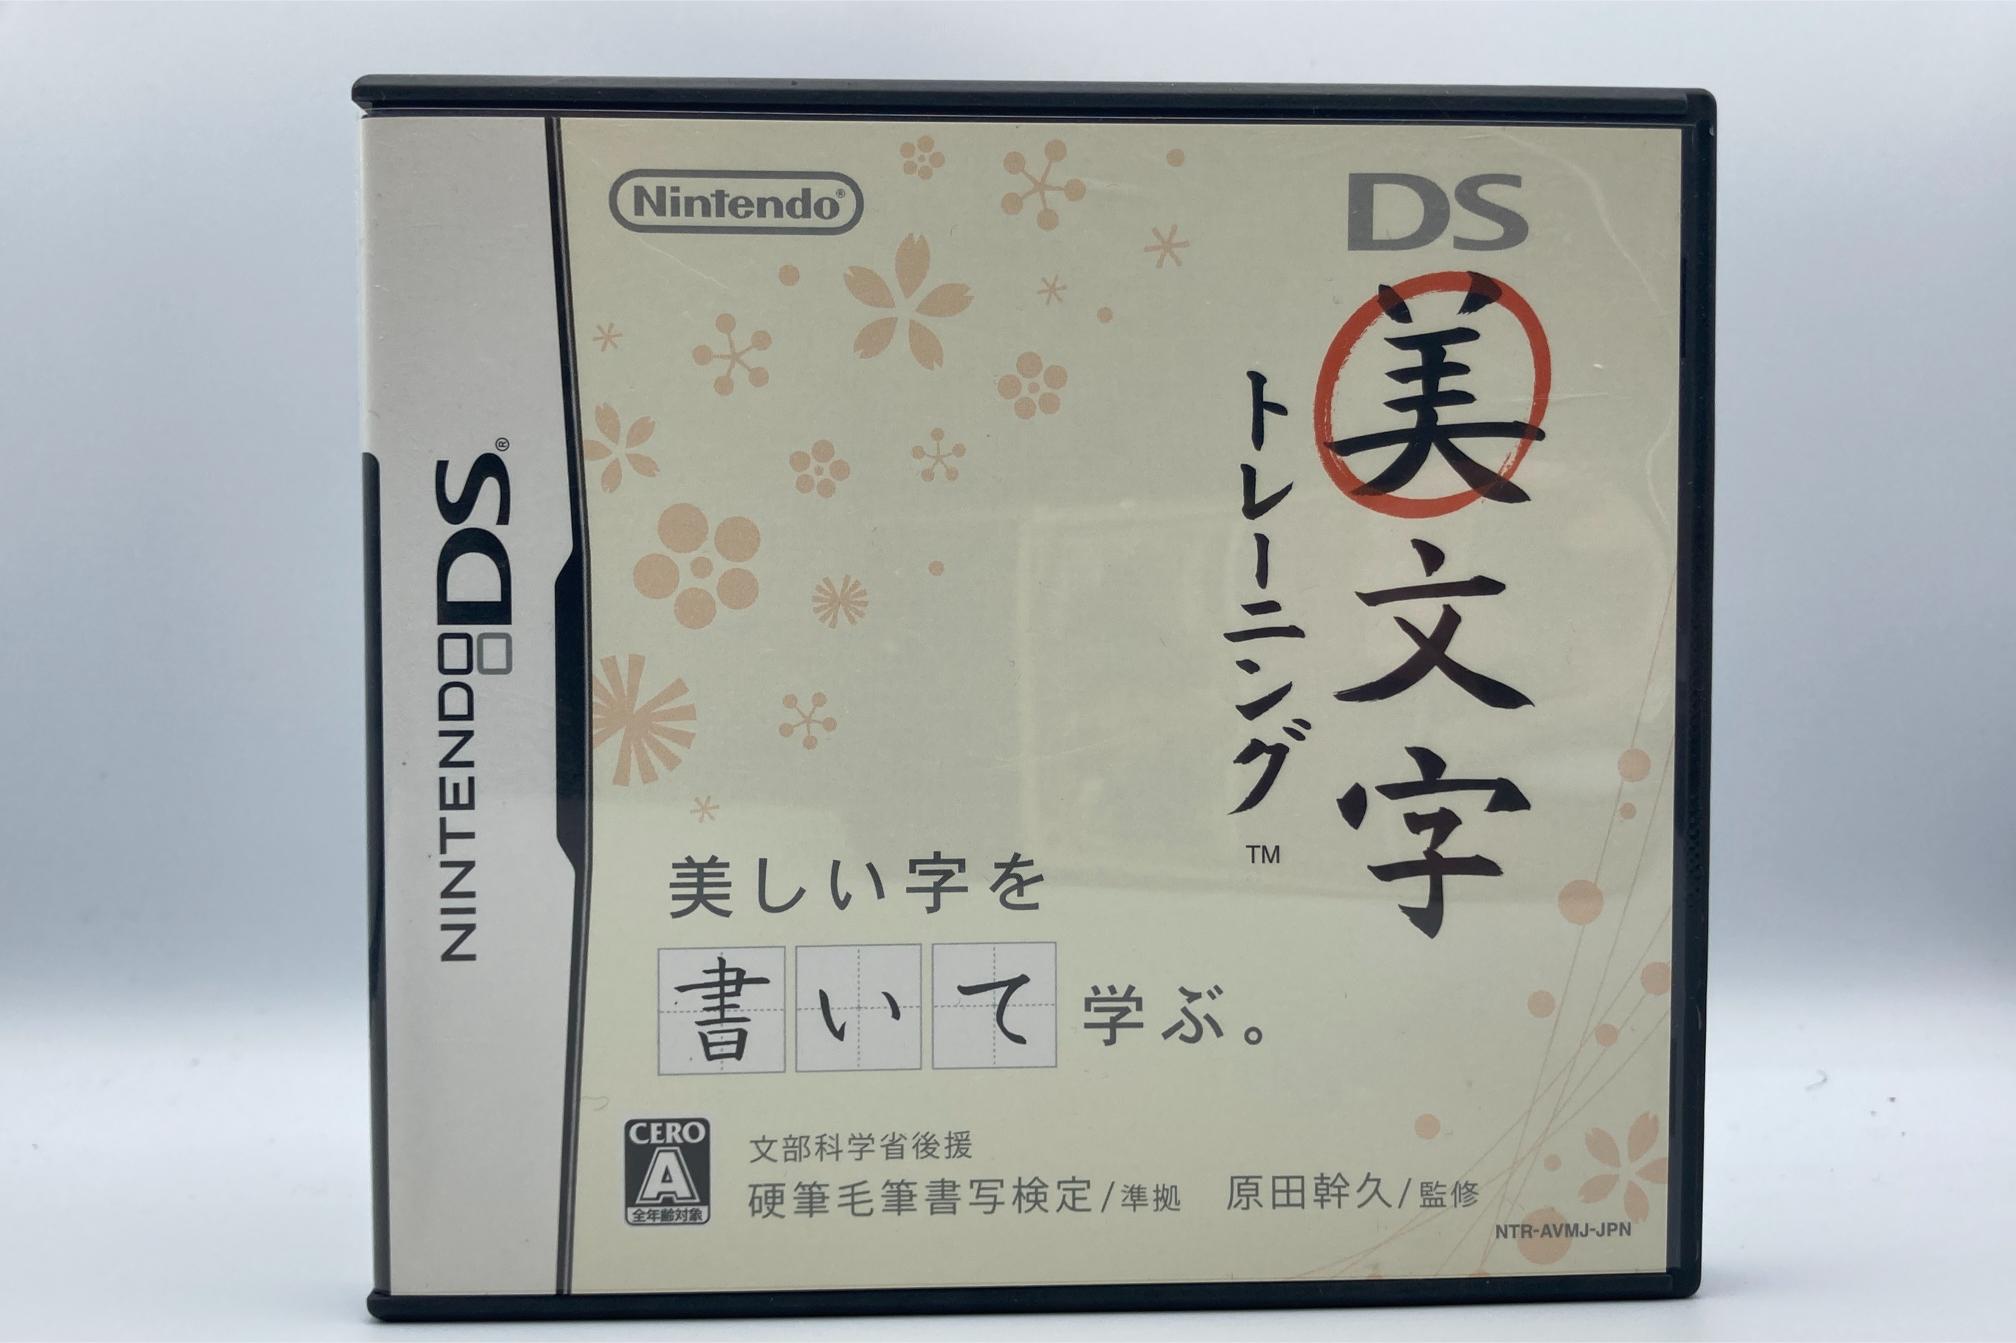 NINTENDO DS®
Nintendo®
DS
美文字
トレーニング
TM
美しい字を
書いて学ぶ。
CERO
A
全年齢対象
文部科学省後援
硬筆毛筆書写検定/準拠 原田幹久/監修
NTR-AVMJ-JPN